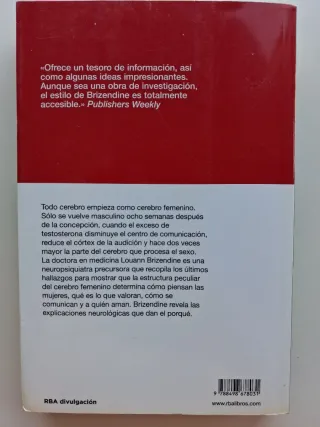 «Ofrece un tesoro de información, así
como algunas ideas impresionantes.
Aunque sea una obra de investigación,
el estilo de Brizendine es totalmente
accesible.» Publishers Weekly
Todo cerebro empieza como cerebro femenino.
Sólo se vuelve masculino ocho semanas después
de la concepción, cuando el exceso de
testosterona disminuye el centro de comunicación,
reduce el córtex de la audición y hace dos veces
mayor la parte del cerebro que procesa el sexo.
La doctora en medicina Louann Brizendine es una
neuropsiquiatra precursora que recopila los últimos
hallazgos para mostrar que la estructura peculiar
del cerebro femenino determina cómo piensan las
mujeres, qué es lo que valoran, cómo se
comunican y a quién aman. Brizendine revela las
explicaciones neurológicas que dan el porqué.
9 788498 678031
RBA divulgación
www.rbalibros.com